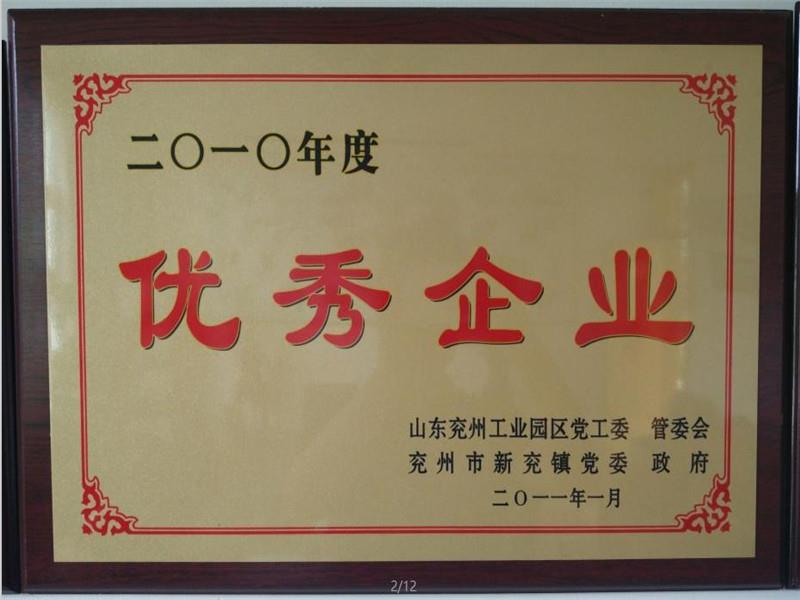 二〇一〇年度
优秀企业
山东兖州工业园区党工委 管委会
兖州市新兖镇党委 政府
二〇一一年一月
2/12